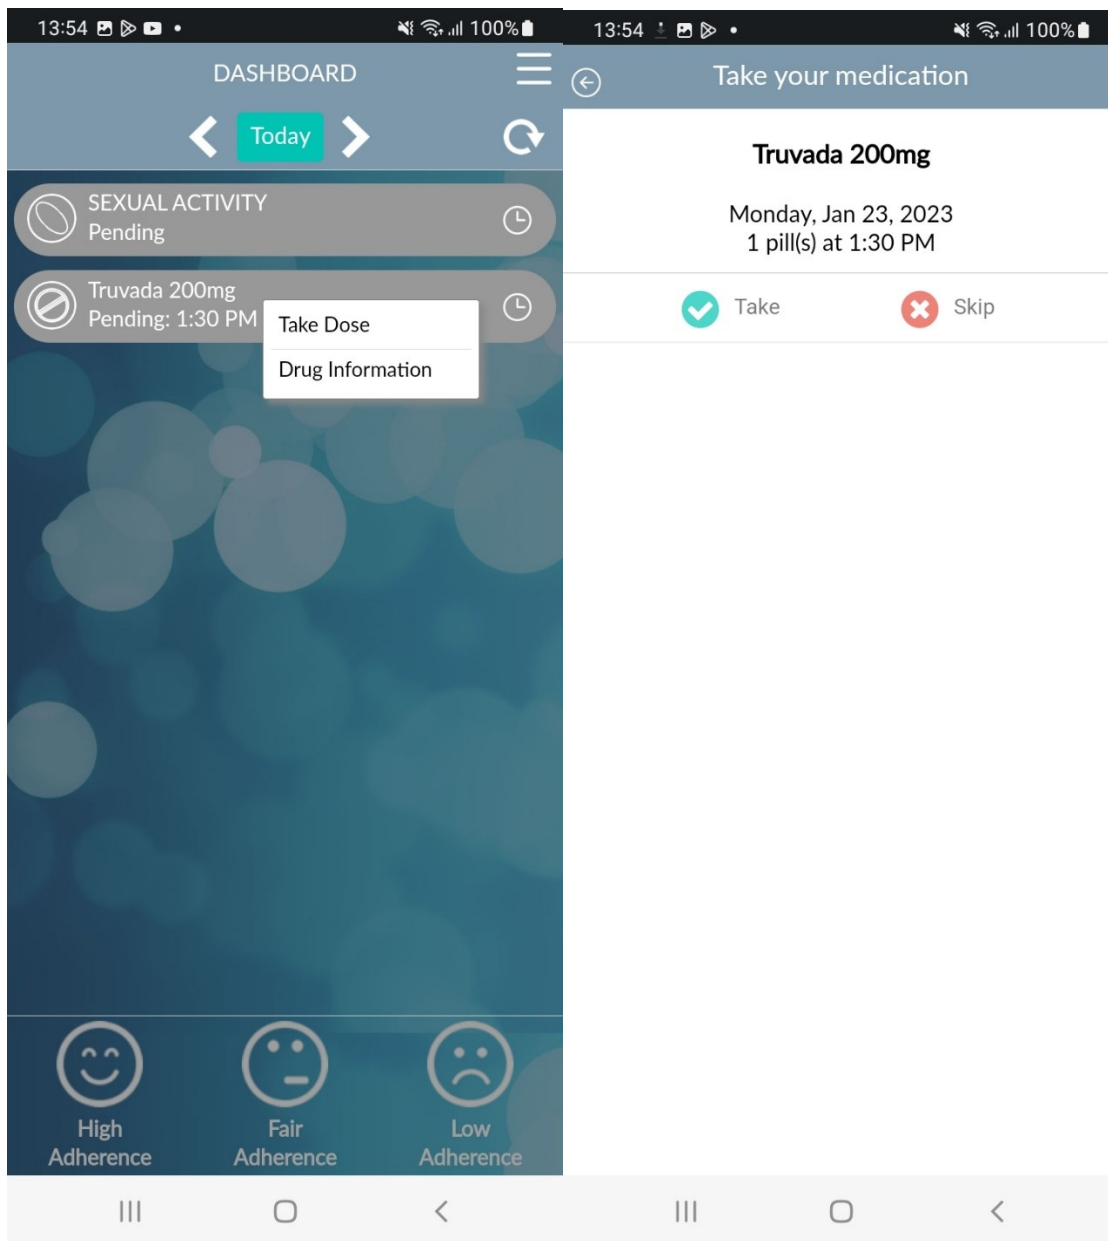 13:54
100%
DASHBOARD
Today
SEXUAL ACTIVITY
Pending
Truvada 200mg
Pending: 1:30 PM
Take Dose
Drug Information
High
Adherence
Fair
Adherence
Low
Adherence
13:54
100%
Take your medication
Truvada 200mg
Monday, Jan 23, 2023
1 pill(s) at 1:30 PM
Take
Skip